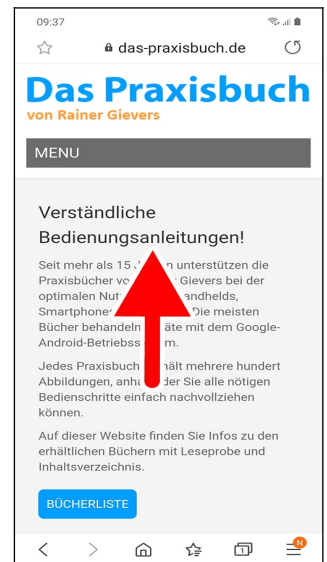 09:37
das-praxisbuch.de
Das Praxisbuch
von Rainer Gievers
MENU
Verständliche
Bedienungsanleitungen!
Seit mehr als 15 unterstützen die
Praxisbücher Gievers bei der
optimalen
Smartphone Die meisten
Bücher behandeln mit dem Google-
Jedes Praxisbuch mehrere hundert
Abbildungen, der Sie alle nötigen
Bedienschritte einfach nachvollziehen
können.
Auf dieser Website finden Sie Infos zu den
erhältlichen Büchern mit Leseprobe und
Inhaltsverzeichnis.
BÜCHERLISTE
1
N